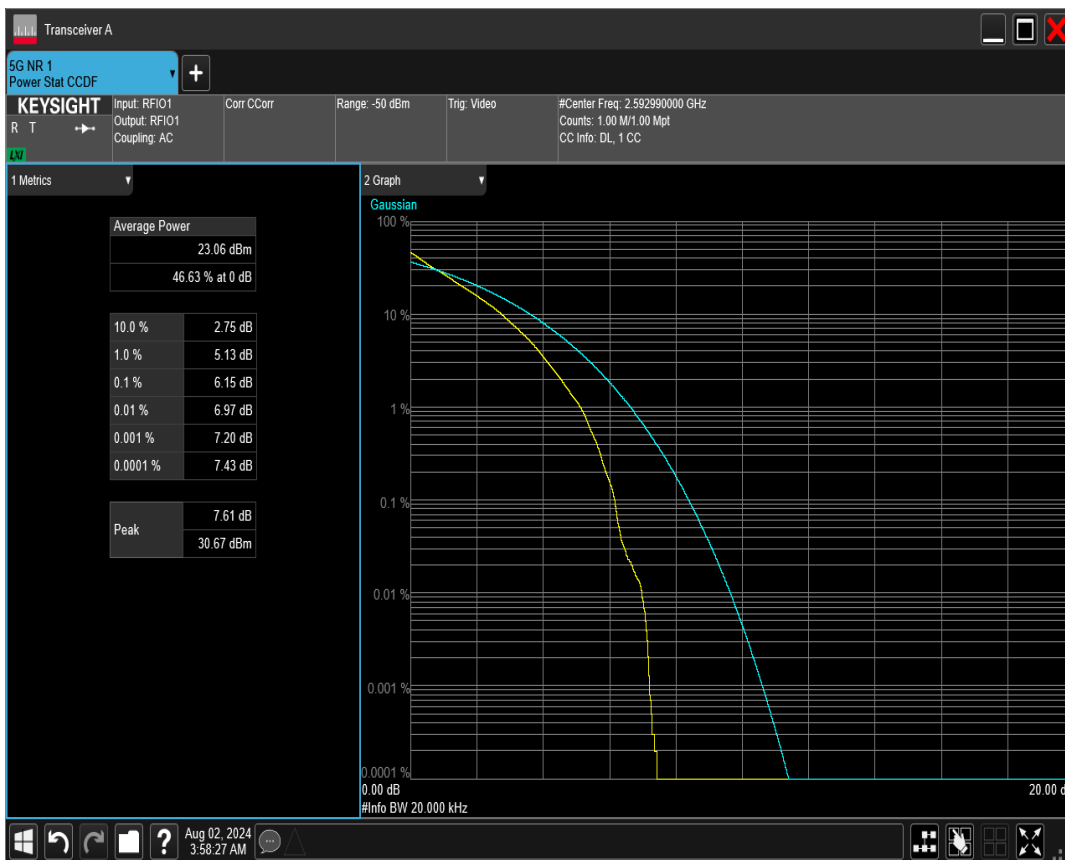 Transceiver A
5G NR 1
Power Stat CCDF
+
KEYSIGHT
R T
LXI
Input: RFIO1
Output: RFIO1
Coupling: AC
Corr CCorr
Range: -50 dBm
Trig: Video
#Center Freq: 2.592990000 GHz
Counts: 1.00 M/1.00 Mpt
CC Info: DL, 1 CC
1 Metrics
Average Power
23.06 dBm
46.63 % at 0 dB
10.0 % 2.75 dB
1.0 % 5.13 dB
0.1 % 6.15 dB
0.01 % 6.97 dB
0.001 % 7.20 dB
0.0001 % 7.43 dB
Peak 7.61 dB
30.67 dBm
2 Graph
Gaussian
100 %
10 %
1 %
0.1 %
0.01 %
0.001 %
0.0001 %
0.00 dB 20.00 d
#Info BW 20.000 kHz
? Aug 02, 2024
3:58:27 AM